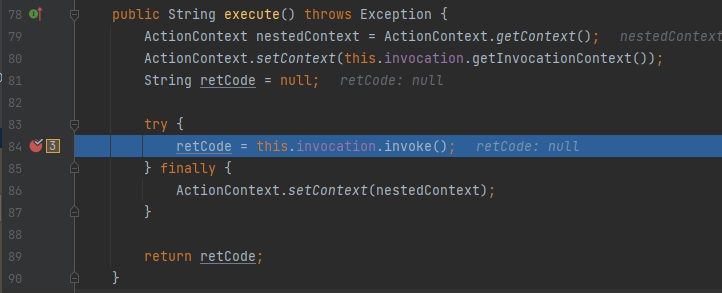 78 public String execute() throws Exception {
79 ActionContext nestedContext = ActionContext.getContext(); nestedContext
80 ActionContext.setContext(this.invocation.getInvocationContext());
81 String retCode = null; retCode: null
82
83 try {
84 3 retCode = this.invocation.invoke(); retCode: null
85 } finally {
86 ActionContext.setContext(nestedContext);
87 }
88
89 return retCode;
90 }